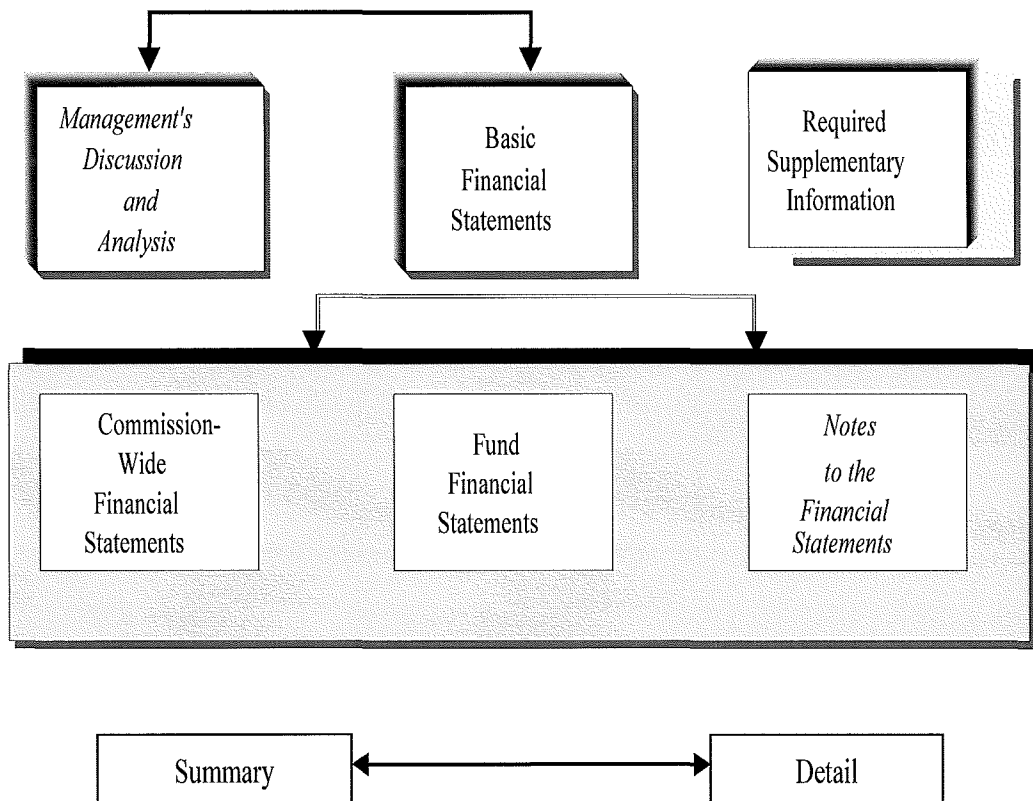 Management's
Discussion
and
Analysis
Basic
Financial
Statements
Required
Supplementary
Information
Commission-
Wide
Financial
Statements
Fund
Financial
Statements
Notes
to the
Financial
Statements
Summary
Detail